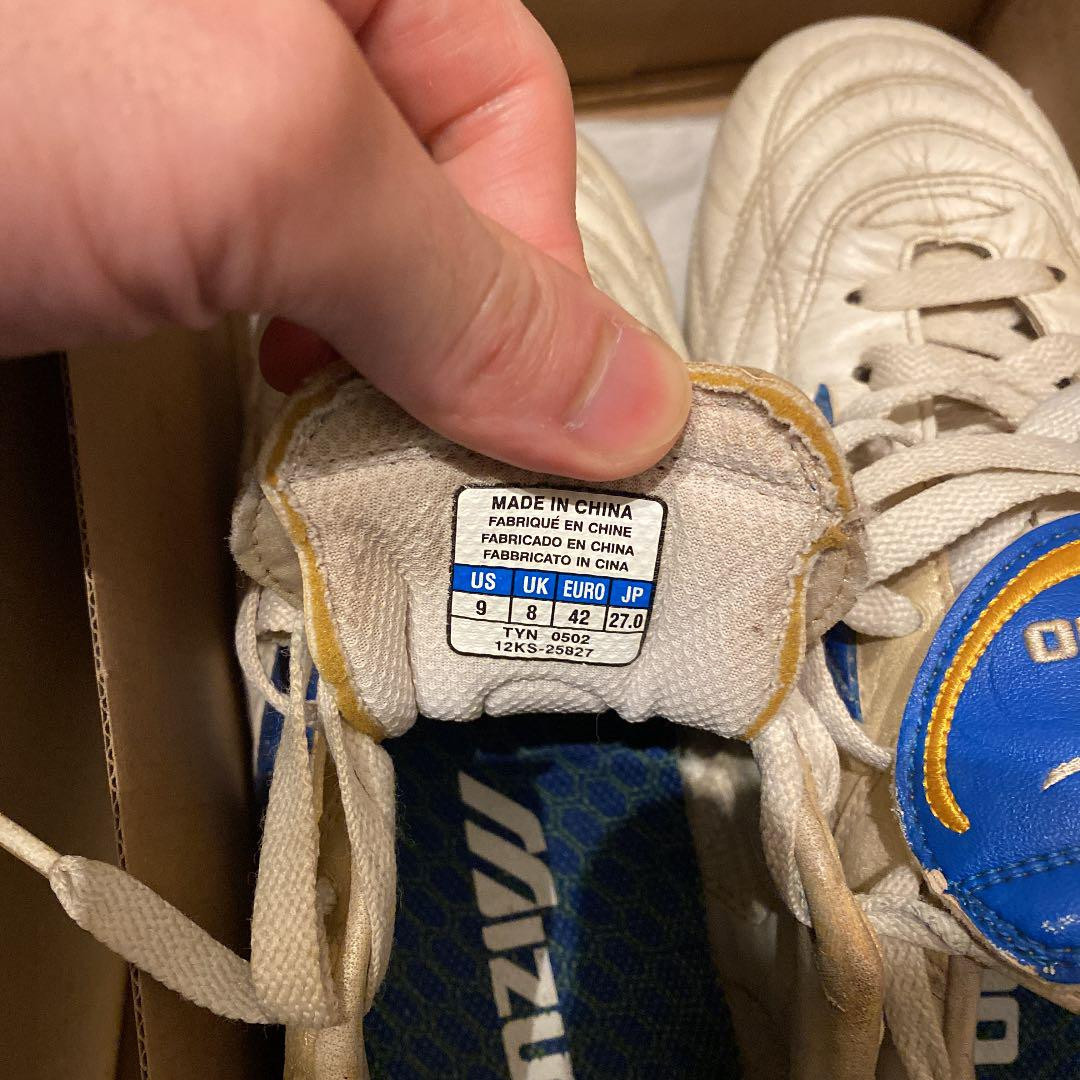 MADE IN CHINA
FABRIQUÉ EN CHINE
FABRICADO EN CHINA
FABBRICATO IN CINA
US UK EURO JP
9 8 42 27.0
TYN 0502
12KS-25827
MIZU